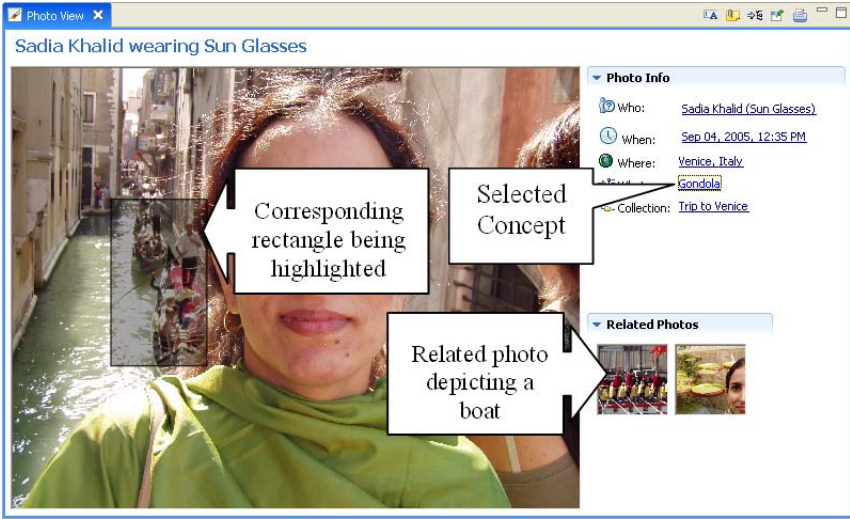 Photo View
Sadia Khalid wearing Sun Glasses
Photo Info
Who: Sadia Khalid (Sun Glasses)
When: Sep 04, 2005, 12:35 PM
Where: Venice, Italy
Gondola
Collection: Trip to Venice
Corresponding
rectangle being
highlighted
Selected
Concept
Related Photos
Related photo
depicting a
boat